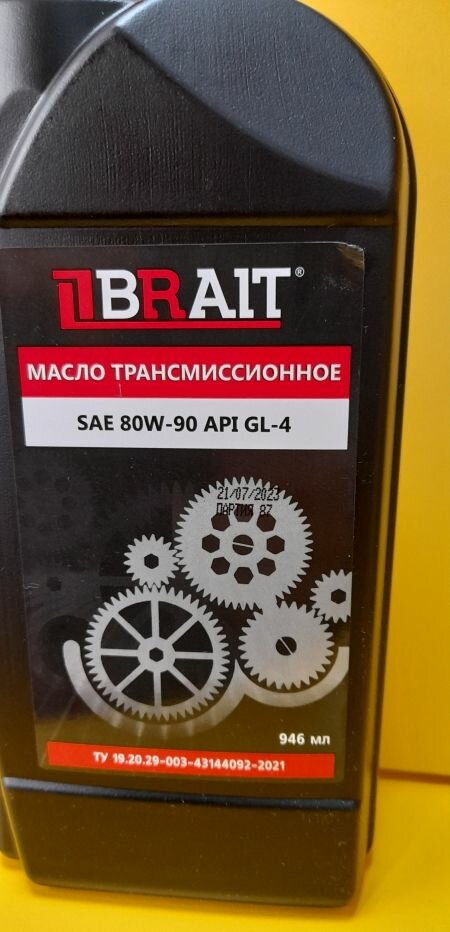 BRAIT®
МАСЛО ТРАНСМИССИОННОЕ
SAE 80W-90 API GL-4
21/07/2023
ПАРТИЯ 87
946 мл
ТУ 19.20.29-003-43144092-2021